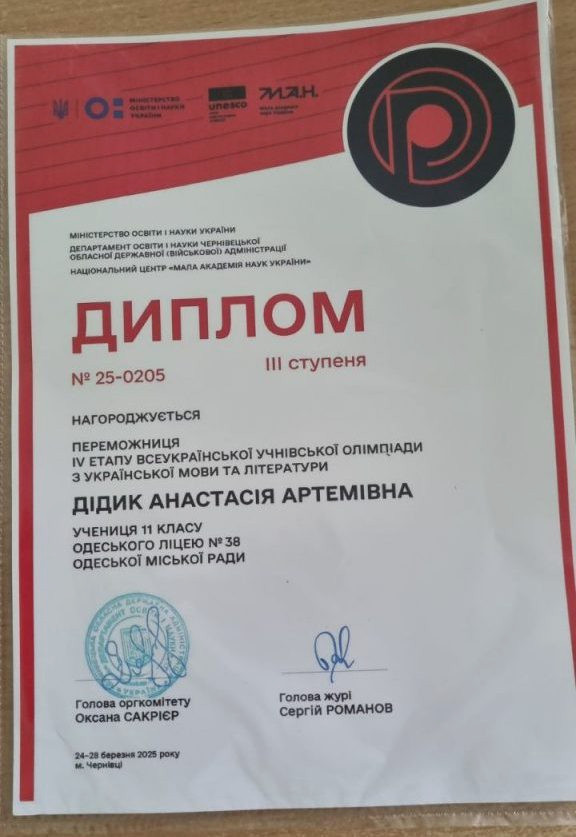 МІНІСТЕРСТВО
ОСВІТИ І НАУКИ
УКРАЇНИ
unesco
М.А.Н.
МІНІСТЕРСТВО ОСВІТИ І НАУКИ УКРАЇНИ
ДЕПАРТАМЕНТ ОСВІТИ І НАУКИ ЧЕРНІВЕЦЬКОЇ
ОБЛАСНОЇ ДЕРЖАВНОЇ (ВІЙСЬКОВОЇ) АДМІНІСТРАЦІЇ
НАЦІОНАЛЬНИЙ ЦЕНТР «МАЛА АКАДЕМІЯ НАУК УКРАЇНИ»
ДИПЛОМ
№ 25-0205 III ступеня
НАГОРОДЖУЄТЬСЯ
ПЕРЕМОЖНИЦЯ
IV ЕТАПУ ВСЕУКРАЇНСЬКОЇ УЧНІВСЬКОЇ ОЛІМПІАДИ
З УКРАЇНСЬКОЇ МОВИ ТА ЛІТЕРАТУРИ
ДІДИК АНАСТАСІЯ АРТЕМІВНА
УЧЕНИЦЯ 11 КЛАСУ
ОДЕСЬКОГО ЛІЦЕЮ № 38
ОДЕСЬКОЇ МІСЬКОЇ РАДИ
Голова оргкомітету
Оксана САКРІЄР
Голова журі
Сергій РОМАНОВ
24–28 березня 2025 року
м. Чернівці